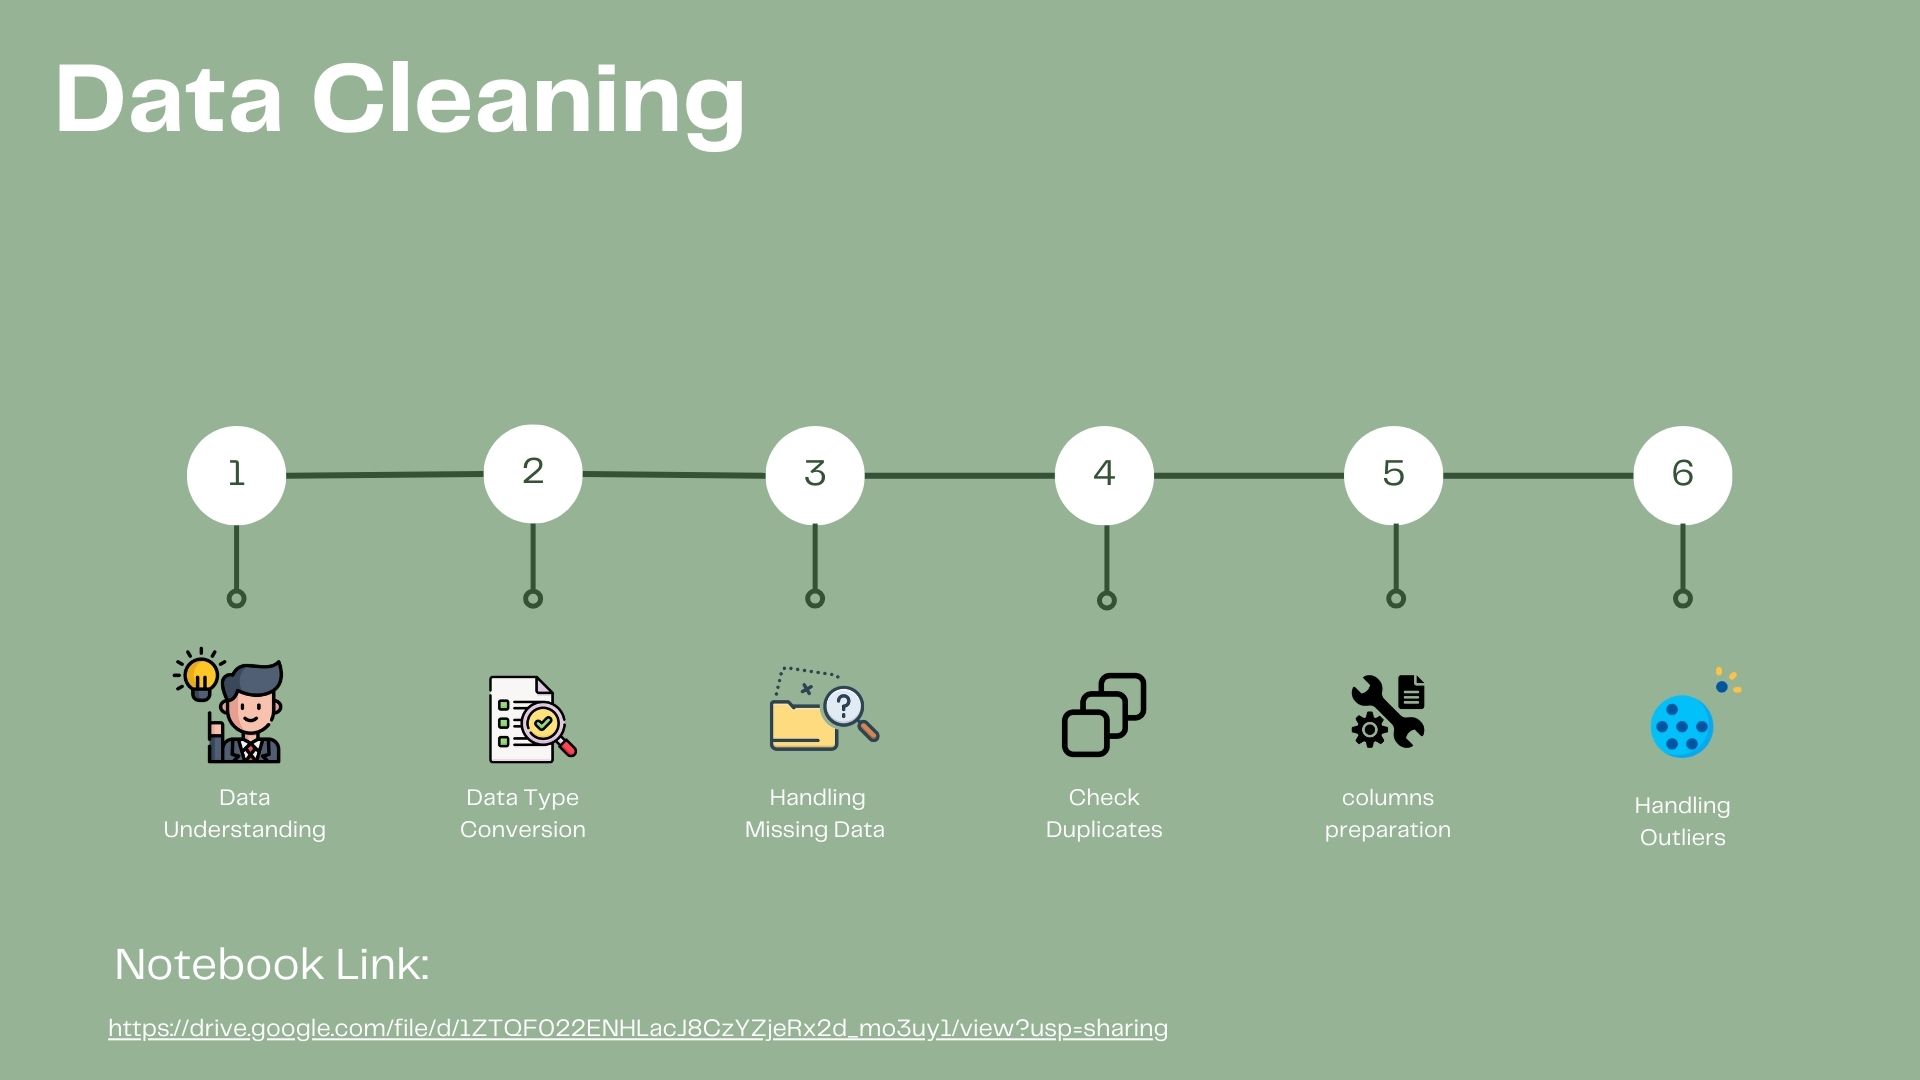 Data Cleaning
1
2
3
4
5
6
Data
Understanding
Data Type
Conversion
Handling
Missing Data
Check
Duplicates
columns
preparation
Handling
Outliers
Notebook Link:
https://drive.google.com/file/d/1ZTQF022ENHLacJ8CzYZjeRx2d_mo3uy1/view?usp=sharing